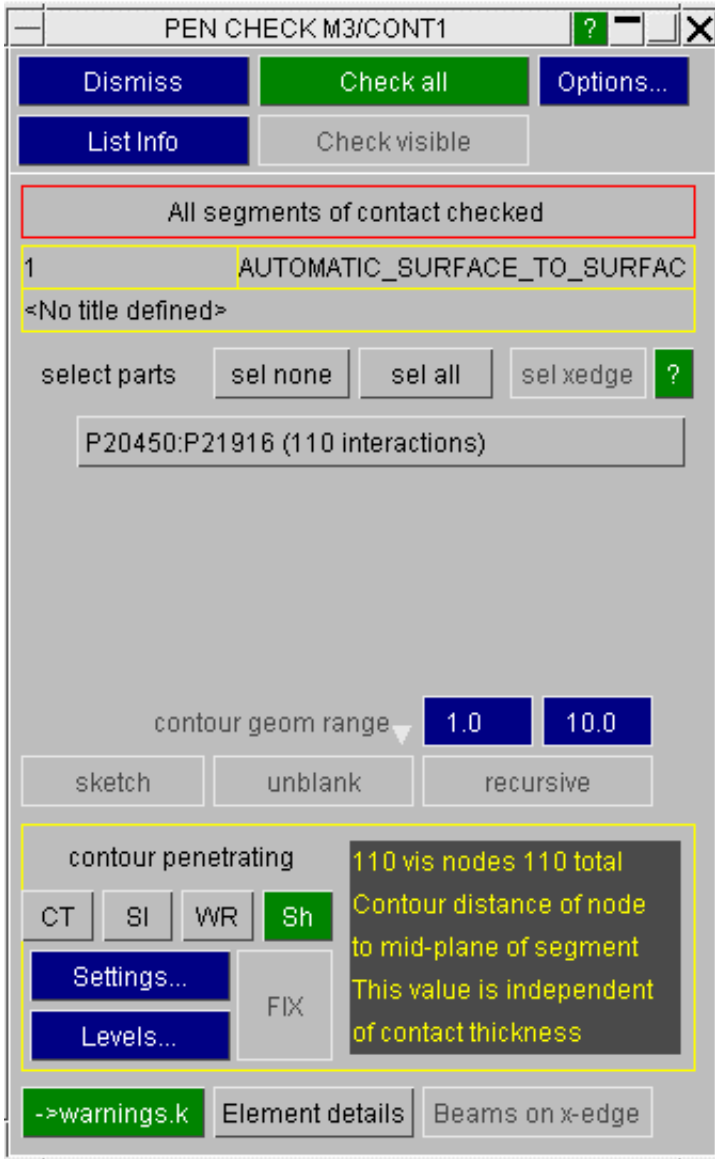 PEN CHECK M3/CONT1 ?
Dismiss Check all Options...
List Info Check visible
All segments of contact checked
1 AUTOMATIC_SURFACE_TO_SURFAC
<No title defined>
select parts sel none sel all sel xedge ?
P20450:P21916 (110 interactions)
contour geom range 1.0 10.0
sketch unblank recursive
contour penetrating
CT SI WR Sh
Settings...
FIX
Levels...
110 vis nodes 110 total
Contour distance of node
to mid-plane of segment
This value is independent
of contact thickness
->warnings.k Element details Beams on x-edge